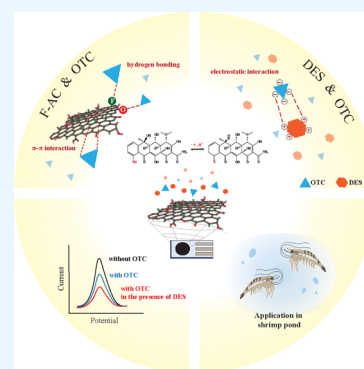 F-AC & OTC
hydrogen bonding
F
O
π-π interaction
DES & OTC
electrostatic interaction
OTC
DES
Current
without OTC
with OTC
with OTC
in the presence of DES
Potential
Application in
shrimp pond